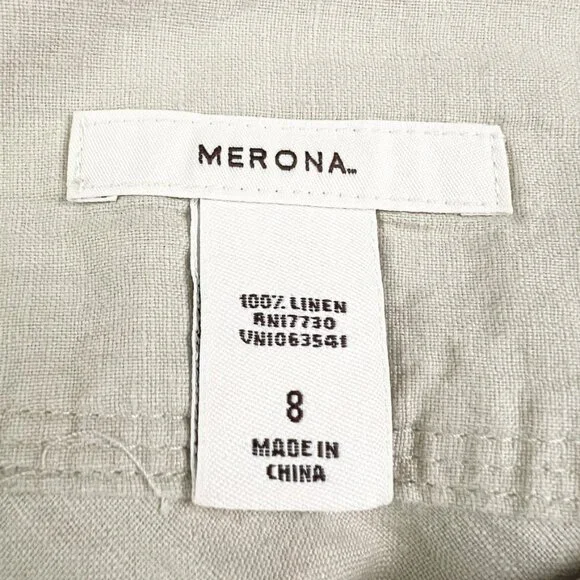 MERONA™
100% LINEN
RN17730
VN1063541
8
MADE IN
CHINA